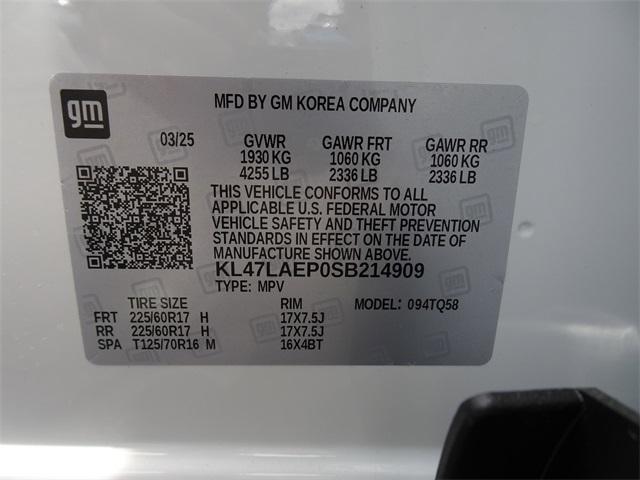 gm
MFD BY GM KOREA COMPANY
03/25 GVWR GAWR FRT GAWR RR
1930 KG 1060 KG 1060 KG
4255 LB 2336 LB 2336 LB
THIS VEHICLE CONFORMS TO ALL
APPLICABLE U.S. FEDERAL MOTOR
VEHICLE SAFETY AND THEFT PREVENTION
STANDARDS IN EFFECT ON THE DATE OF
MANUFACTURE SHOWN ABOVE.
KL47LAEP0SB214909
TYPE: MPV
TIRE SIZE RIM MODEL: 094TQ58
FRT 225/60R17 H 17X7.5J
RR 225/60R17 H 17X7.5J
SPA T125/70R16 M 16X4BT